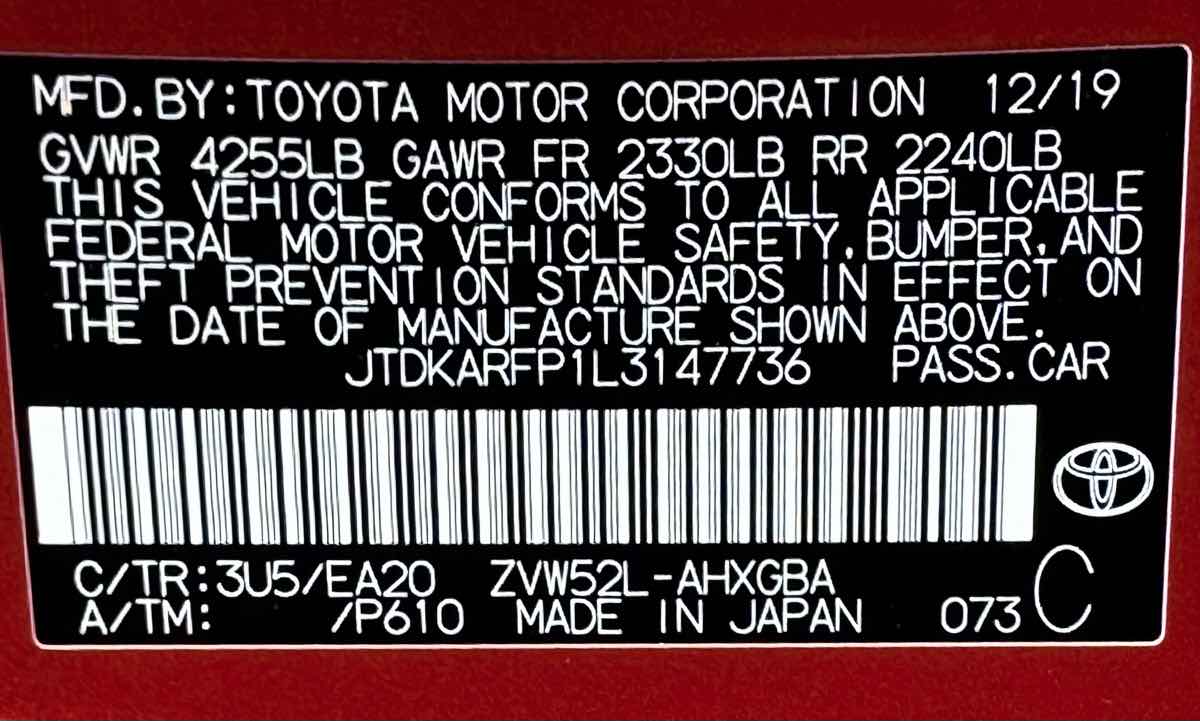 MFD.BY:TOYOTA MOTOR CORPORATION 12/19
GVWR 4255LB GAWR FR 2330LB RR 2240LB
THIS VEHICLE CONFORMS TO ALL APPLICABLE
FEDERAL MOTOR VEHICLE SAFETY,BUMPER,AND
THEFT PREVENTION STANDARDS IN EFFECT ON
THE DATE OF MANUFACTURE SHOWN ABOVE.
JTDKARFP1L3147736 PASS.CAR
C/TR:3U5/EA20 ZVW52L-AHXGBA
A/TM: /P610 MADE IN JAPAN 073 C